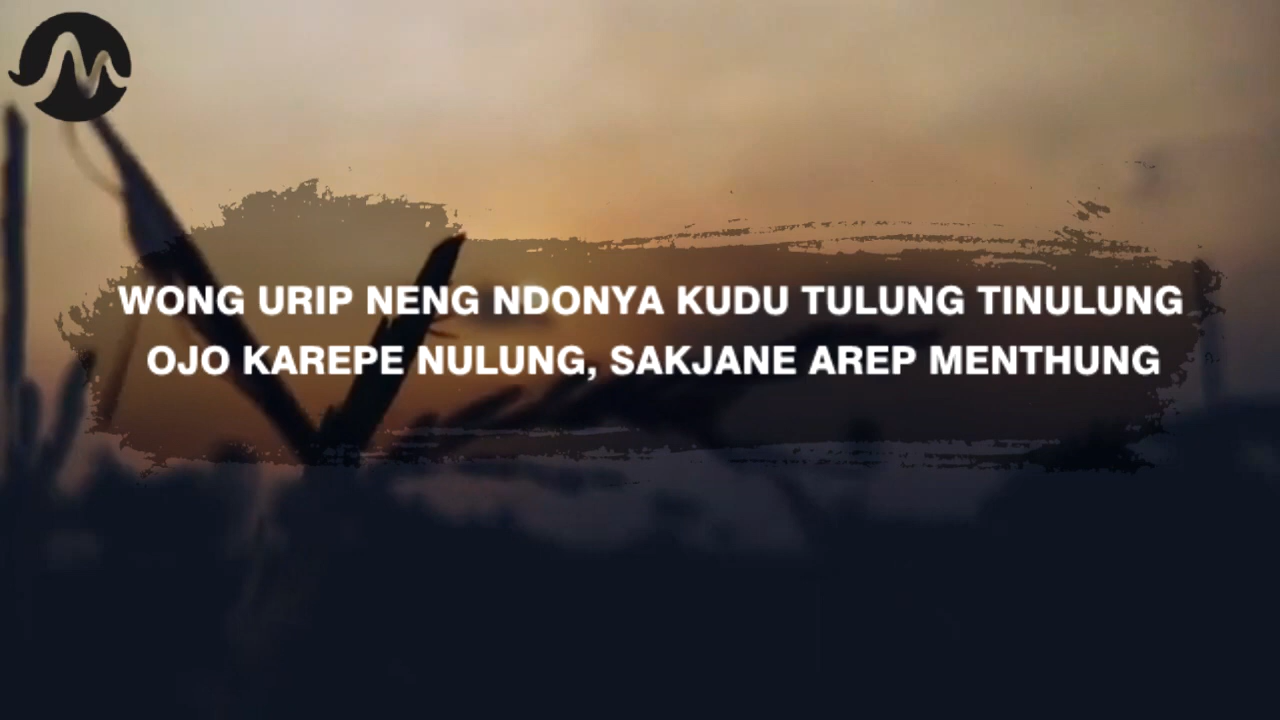 WONG URIP NENG NDONYA KUDU TULUNG TINULUNG
OJO KAREPE NULUNG, SAKJANE AREP MENTHUNG